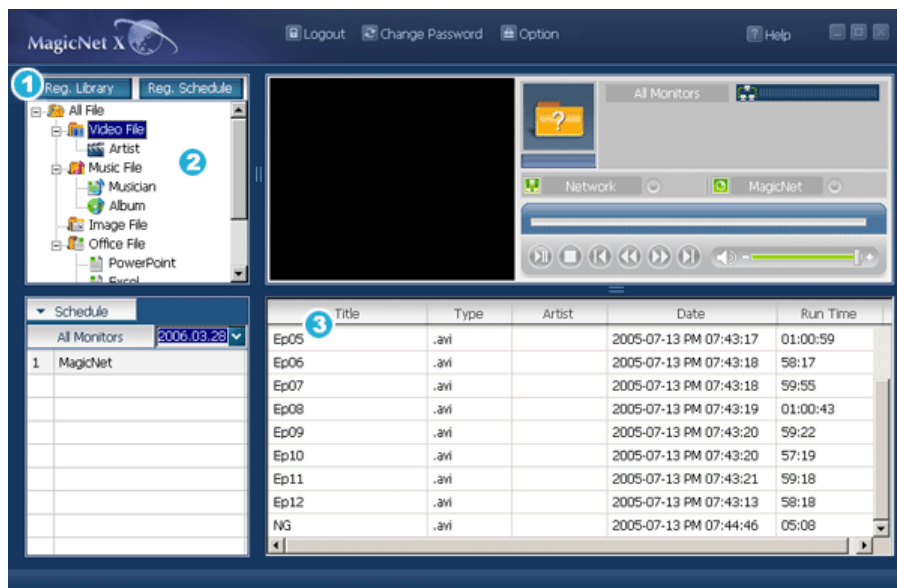 MagicNet X
Logout Change Password Option Help
1
Reg. Library Reg. Schedule
All File
Video File
Artist
2
Music File
Musician
Album
Image File
Office File
PowerPoint
Excel
All Monitors
?
Network MagicNet
Schedule
All Monitors 2006.03.28
1 MagicNet
3
Title Type Artist Date Run Time
Ep05 .avi 2005-07-13 PM 07:43:17 01:00:59
Ep06 .avi 2005-07-13 PM 07:43:18 58:17
Ep07 .avi 2005-07-13 PM 07:43:18 59:55
Ep08 .avi 2005-07-13 PM 07:43:19 01:00:43
Ep09 .avi 2005-07-13 PM 07:43:20 59:22
Ep10 .avi 2005-07-13 PM 07:43:20 57:19
Ep11 .avi 2005-07-13 PM 07:43:21 59:18
Ep12 .avi 2005-07-13 PM 07:43:13 58:18
NG .avi 2005-07-13 PM 07:44:46 05:08